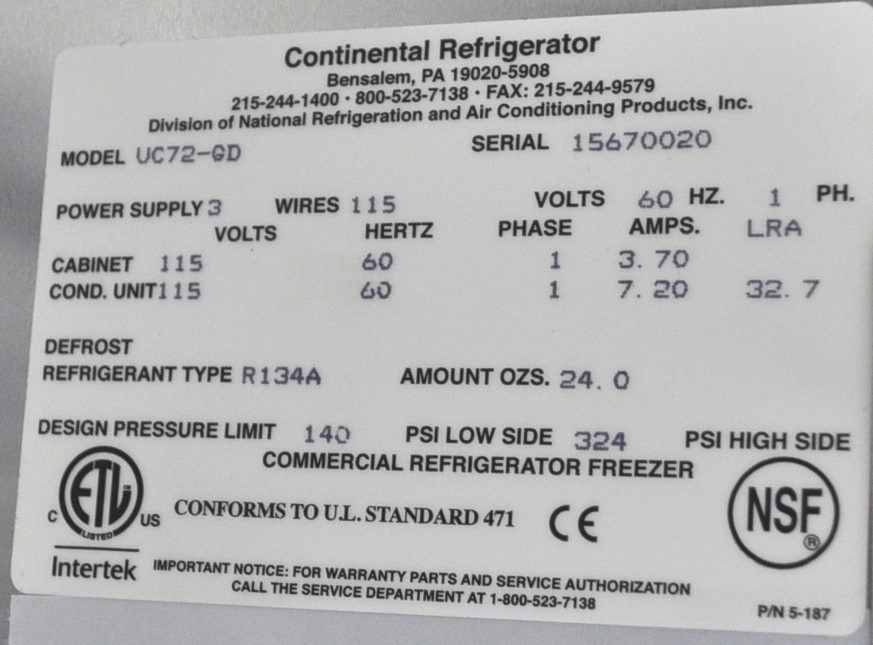 Continental Refrigerator
Bensalem, PA 19020-5908
215-244-1400 · 800-523-7138 · FAX: 215-244-9579
Division of National Refrigeration and Air Conditioning Products, Inc.
MODEL UC72-GD SERIAL 15670020
POWER SUPPLY 3 WIRES 115 VOLTS 60 HZ. 1 PH.
VOLTS HERTZ PHASE AMPS. LRA
CABINET 115 60 1 3.70
COND. UNIT 115 60 1 7.20 32.7
DEFROST
REFRIGERANT TYPE R134A AMOUNT OZS. 24.0
DESIGN PRESSURE LIMIT 140 PSI LOW SIDE 324 PSI HIGH SIDE
COMMERCIAL REFRIGERATOR FREEZER
C ETL LISTED US CONFORMS TO U.L. STANDARD 471 CE NSF ®
Intertek
IMPORTANT NOTICE: FOR WARRANTY PARTS AND SERVICE AUTHORIZATION
CALL THE SERVICE DEPARTMENT AT 1-800-523-7138
P/N 5-187